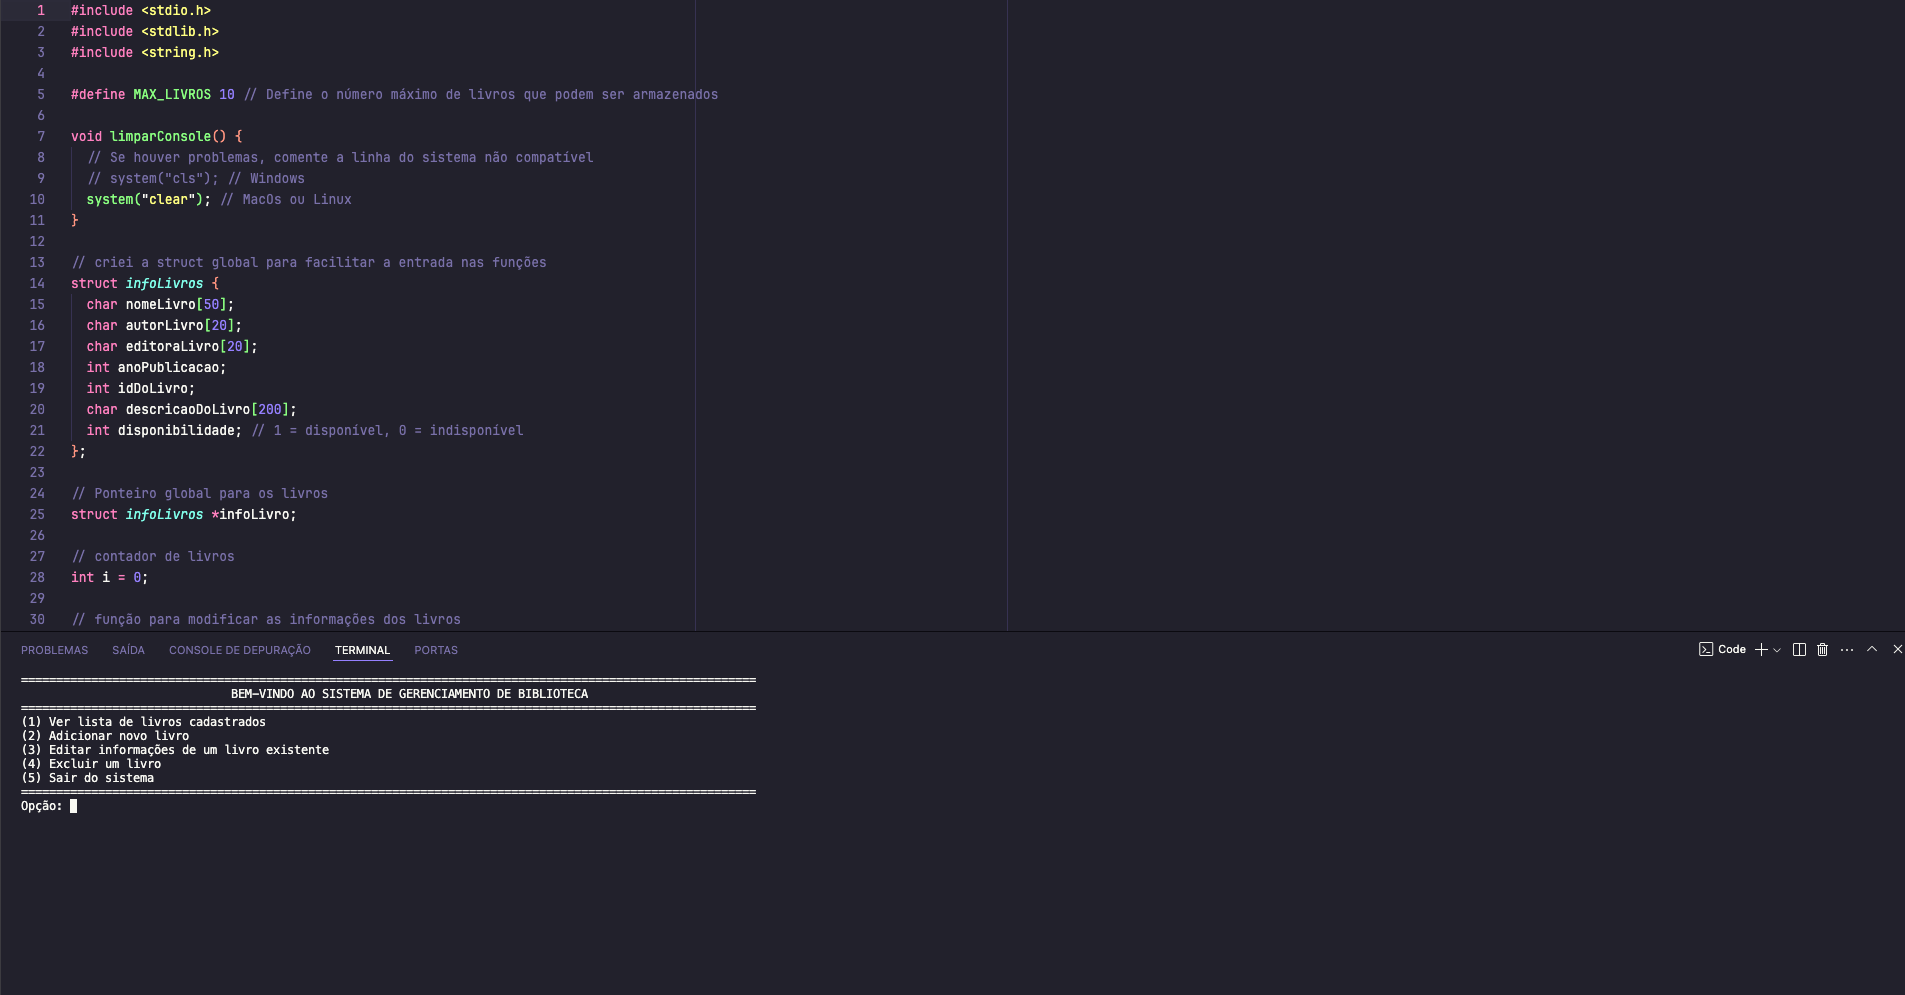 1 #include <stdio.h>
2 #include <stdlib.h>
3 #include <string.h>
4
5 #define MAX_LIVROS 10 // Define o número máximo de livros que podem ser armazenados
6
7 void limparConsole() {
8 // Se houver problemas, comente a linha do sistema não compatível
9 // system("cls"); // Windows
10 system("clear"); // MacOs ou Linux
11 }
12
13 // criei a struct global para facilitar a entrada nas funções
14 struct infoLivros {
15 char nomeLivro[50];
16 char autorLivro[20];
17 char editoraLivro[20];
18 int anoPublicacao;
19 int idDoLivro;
20 char descricaoDoLivro[200];
21 int disponibilidade; // 1 = disponível, 0 = indisponível
22 };
23
24 // Ponteiro global para os livros
25 struct infoLivros *infoLivro;
26
27 // contador de livros
28 int i = 0;
29
30 // função para modificar as informações dos livros
PROBLEMAS SAÍDA CONSOLE DE DEPURAÇÃO TERMINAL PORTAS Code
BEM-VINDO AO SISTEMA DE GERENCIAMENTO DE BIBLIOTECA
(1) Ver lista de livros cadastrados
(2) Adicionar novo livro
(3) Editar informações de um livro existente
(4) Excluir um livro
(5) Sair do sistema
Opção: